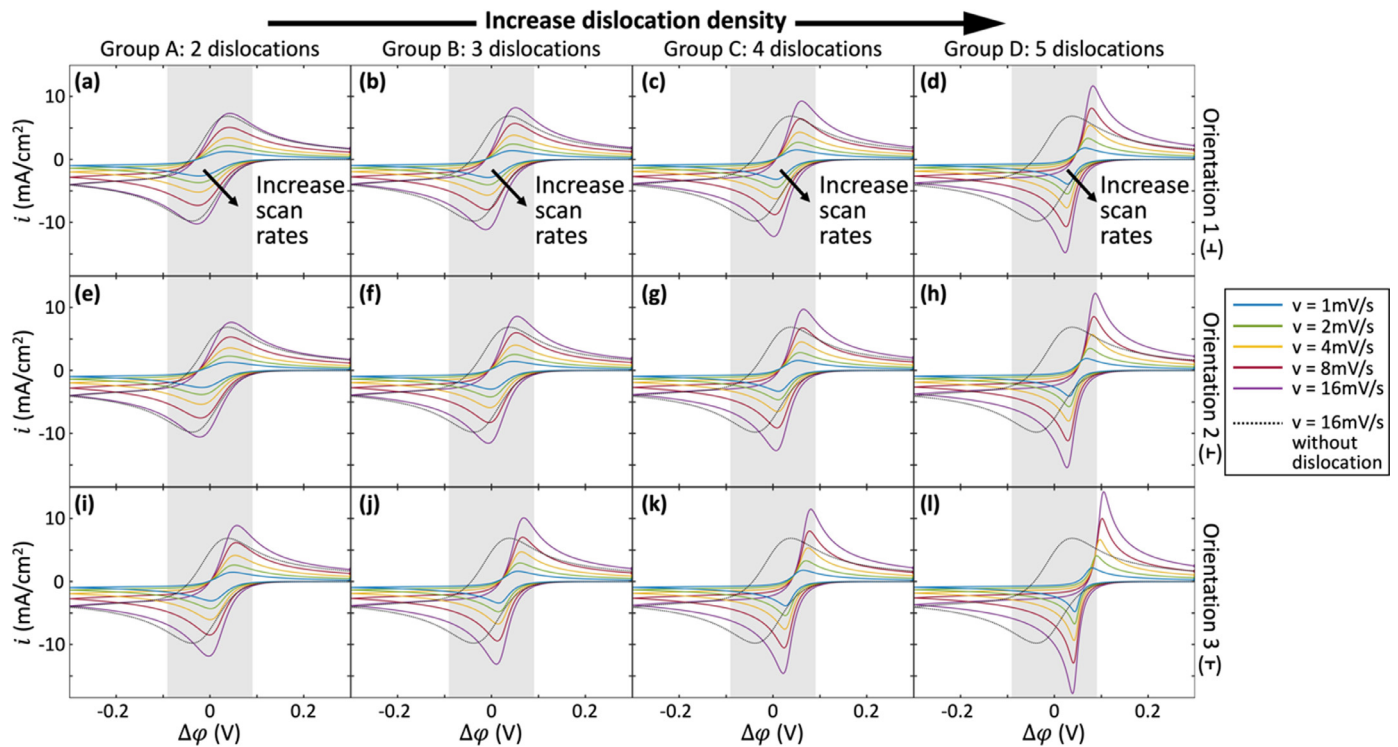 Increase dislocation density
Group A: 2 dislocations
Group B: 3 dislocations
Group C: 4 dislocations
Group D: 5 dislocations
(a)
(b)
(c)
(d)
10
0
-10
i (mA/cm²)
Increase
scan
rates
Increase
scan
rates
Increase
scan
rates
Increase
scan
rates
Orientation 1
(e)
(f)
(g)
(h)
10
0
-10
i (mA/cm²)
Orientation 2
(i)
(j)
(k)
(l)
10
0
-10
i (mA/cm²)
Orientation 3
-0.2
0
0.2
-0.2
0
0.2
-0.2
0
0.2
-0.2
0
0.2
Δφ (V)
Δφ (V)
Δφ (V)
Δφ (V)
v = 1mV/s
v = 2mV/s
v = 4mV/s
v = 8mV/s
v = 16mV/s
v = 16mV/s
without
dislocation